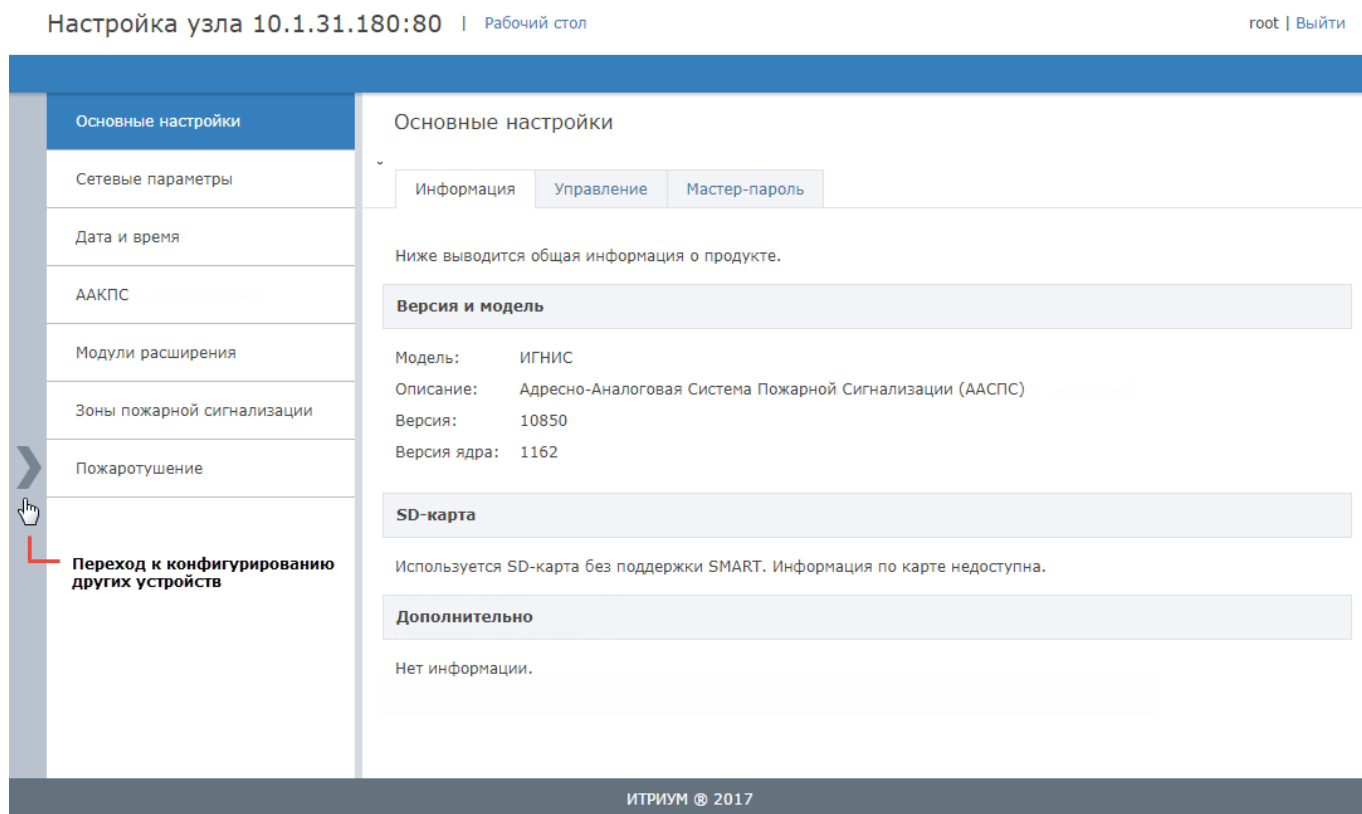 Настройка узла 10.1.31.180:80 | Рабочий стол root | Выйти
Основные настройки
Сетевые параметры
Дата и время
ААКПС
Модули расширения
Зоны пожарной сигнализации
Пожаротушение
Переход к конфигурированию
других устройств
Основные настройки
Информация Управление Мастер-пароль
Ниже выводится общая информация о продукте.
Версия и модель
Модель: ИГНИС
Описание: Адресно-Аналоговая Система Пожарной Сигнализации (ААСПС)
Версия: 10850
Версия ядра: 1162
SD-карта
Используется SD-карта без поддержки SMART. Информация по карте недоступна.
Дополнительно
Нет информации.
ИТРИУМ ® 2017